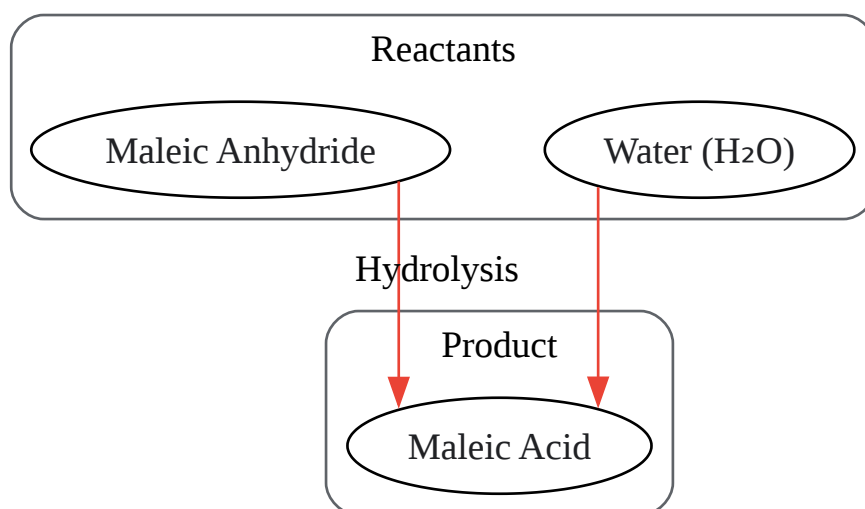 Reactants
Maleic Anhydride
Water (H₂O)
Hydrolysis
Product
Maleic Acid